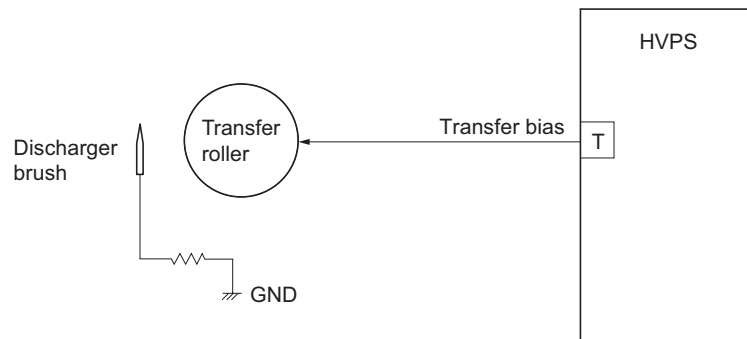 HVPS
Transfer bias
T
Transfer
roller
Discharger
brush
GND